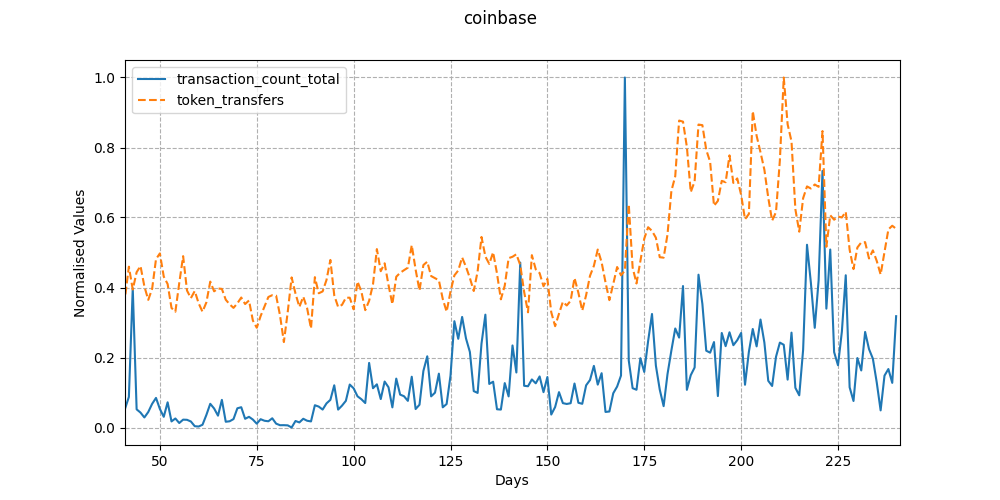 coinbase
transaction_count_total
token_transfers
Normalised Values
1.0
0.8
0.6
0.4
0.2
0.0
50 75 100 125 150 175 200 225
Days